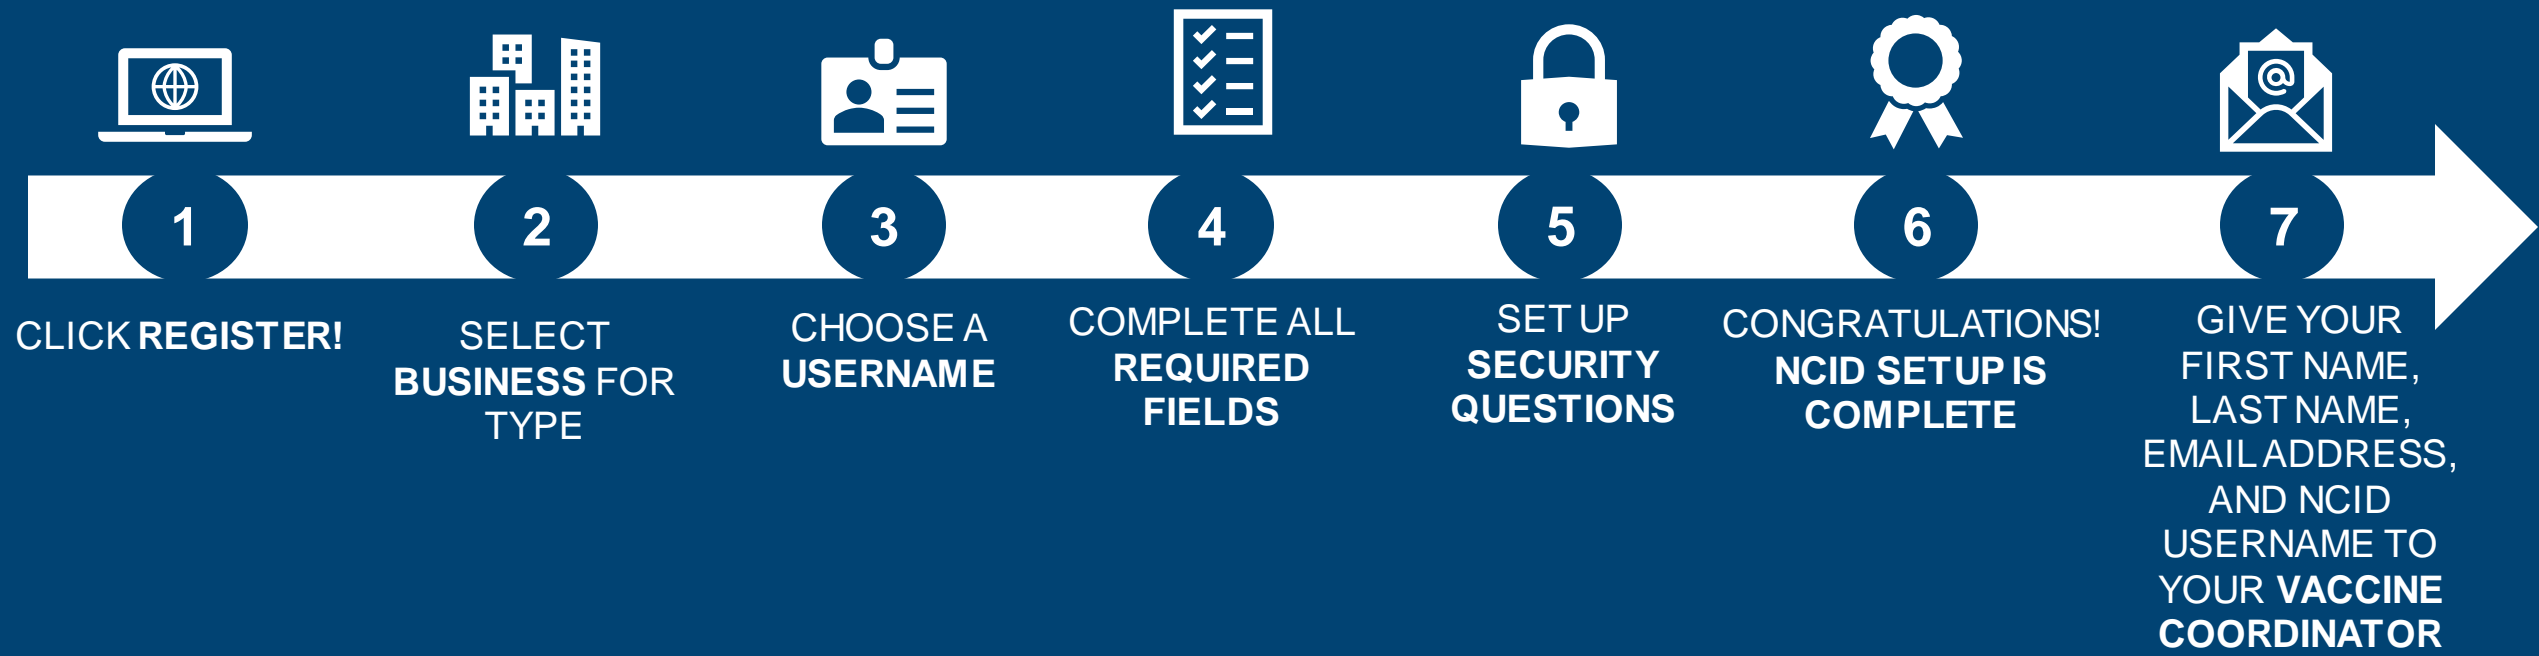 1
2
3
4
5
6
7
CLICK REGISTER!
SELECT
BUSINESS FOR
TYPE
CHOOSE A
USERNAME
COMPLETE ALL
REQUIRED
FIELDS
SET UP
SECURITY
QUESTIONS
CONGRATULATIONS!
NCID SETUP IS
COMPLETE
GIVE YOUR
FIRST NAME,
LAST NAME,
EMAIL ADDRESS,
AND NCID
USERNAME TO
YOUR VACCINE
COORDINATOR